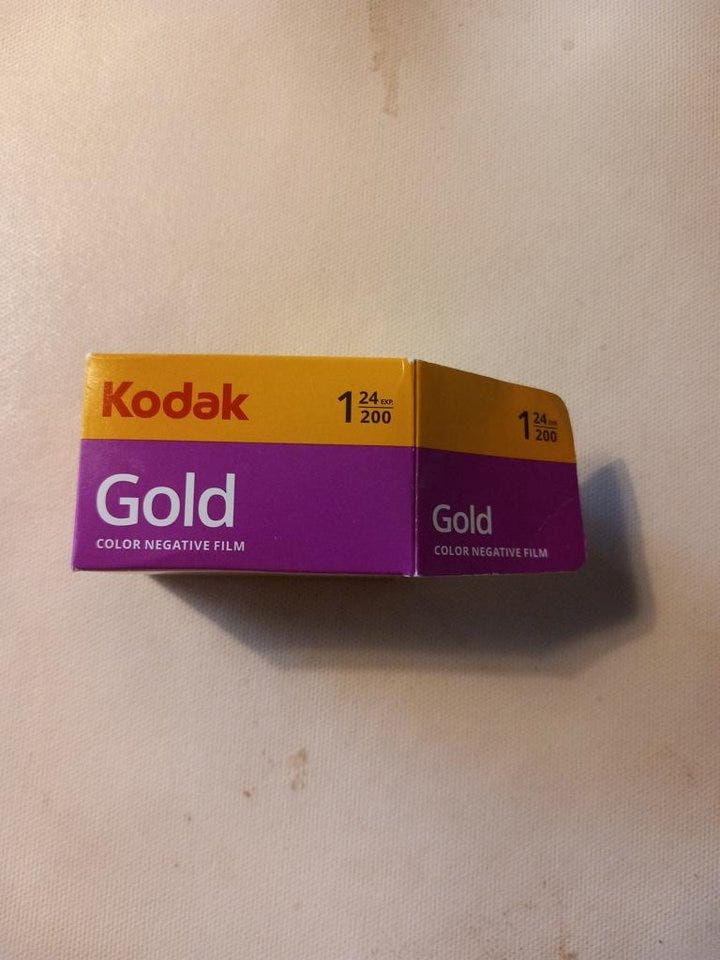 Kodak
1 24 EXP.
200
Gold
COLOR NEGATIVE FILM
1 24 EXP.
200
Gold
COLOR NEGATIVE FILM